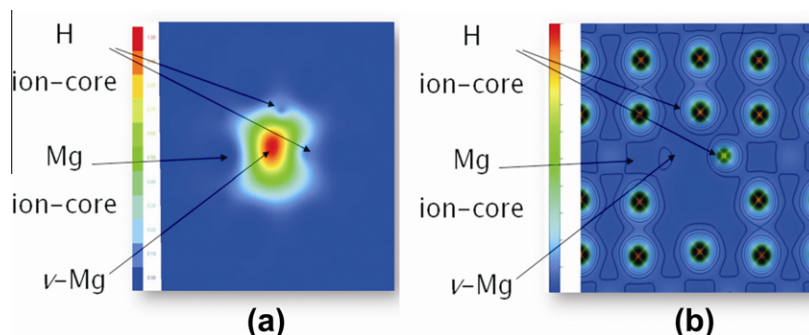 H
ion-core
Mg
ion-core
ν-Mg
(a)
H
ion-core
Mg
ion-core
ν-Mg
(b)